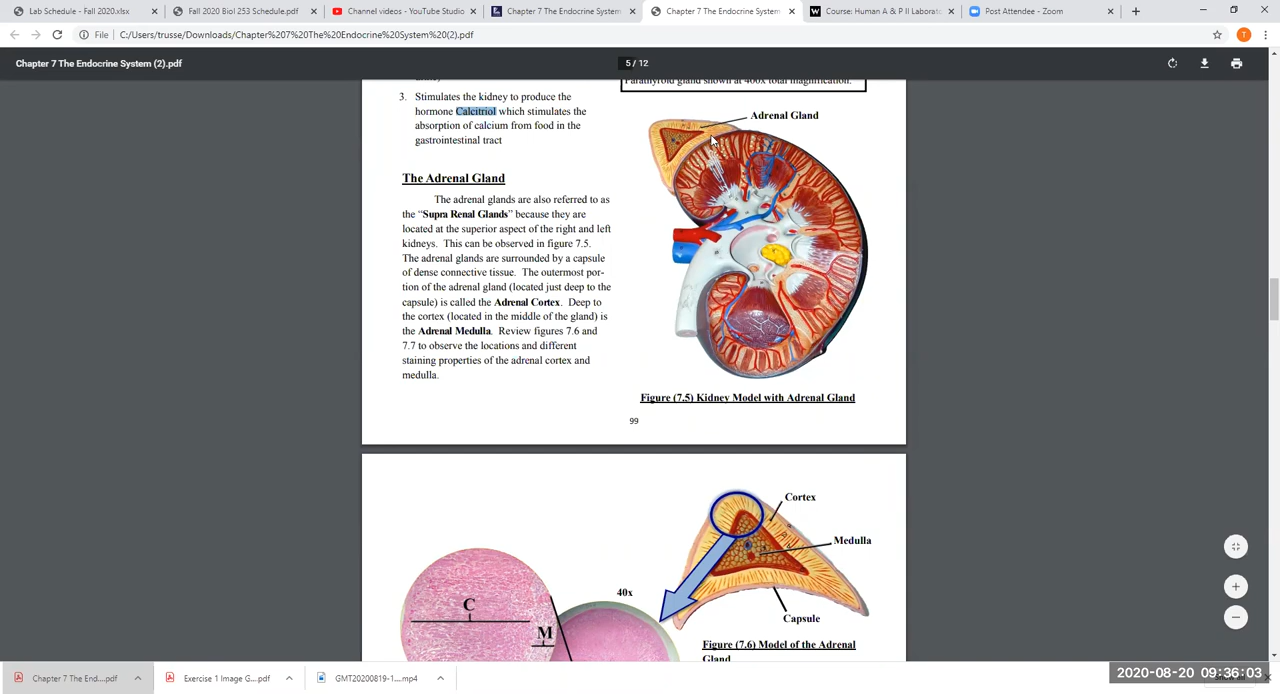 Lab Schedule - Fall 2020.xlsx
Fall 2020 Biol 253 Schedule.pdf
Channel videos - YouTube Studio
Chapter 7 The Endocrine System
Chapter 7 The Endocrine System
Course: Human A & P II Laborat
Post Attendee - Zoom
File
C:/Users/trusse/Downloads/Chapter%207%20The%20Endocrine%20System%20(2).pdf
T
Chapter 7 The Endocrine System (2).pdf
5 / 12
Parathyroid gland shown at 400x total magnification.
3. Stimulates the kidney to produce the
hormone Calcitriol which stimulates the
absorption of calcium from food in the
gastrointestinal tract
Adrenal Gland
The Adrenal Gland
The adrenal glands are also referred to as
the “Supra Renal Glands” because they are
located at the superior aspect of the right and left
kidneys. This can be observed in figure 7.5.
The adrenal glands are surrounded by a capsule
of dense connective tissue. The outermost por-
tion of the adrenal gland (located just deep to the
capsule) is called the Adrenal Cortex. Deep to
the cortex (located in the middle of the gland) is
the Adrenal Medulla. Review figures 7.6 and
7.7 to observe the locations and different
staining properties of the adrenal cortex and
medulla.
Figure (7.5) Kidney Model with Adrenal Gland
99
Cortex
Medulla
40x
C
M
Capsule
Figure (7.6) Model of the Adrenal
Gland
Chapter 7 The End....pdf
Exercise 1 Image G....pdf
GMT20200819-1....mp4
2020-08-20 09:36:03